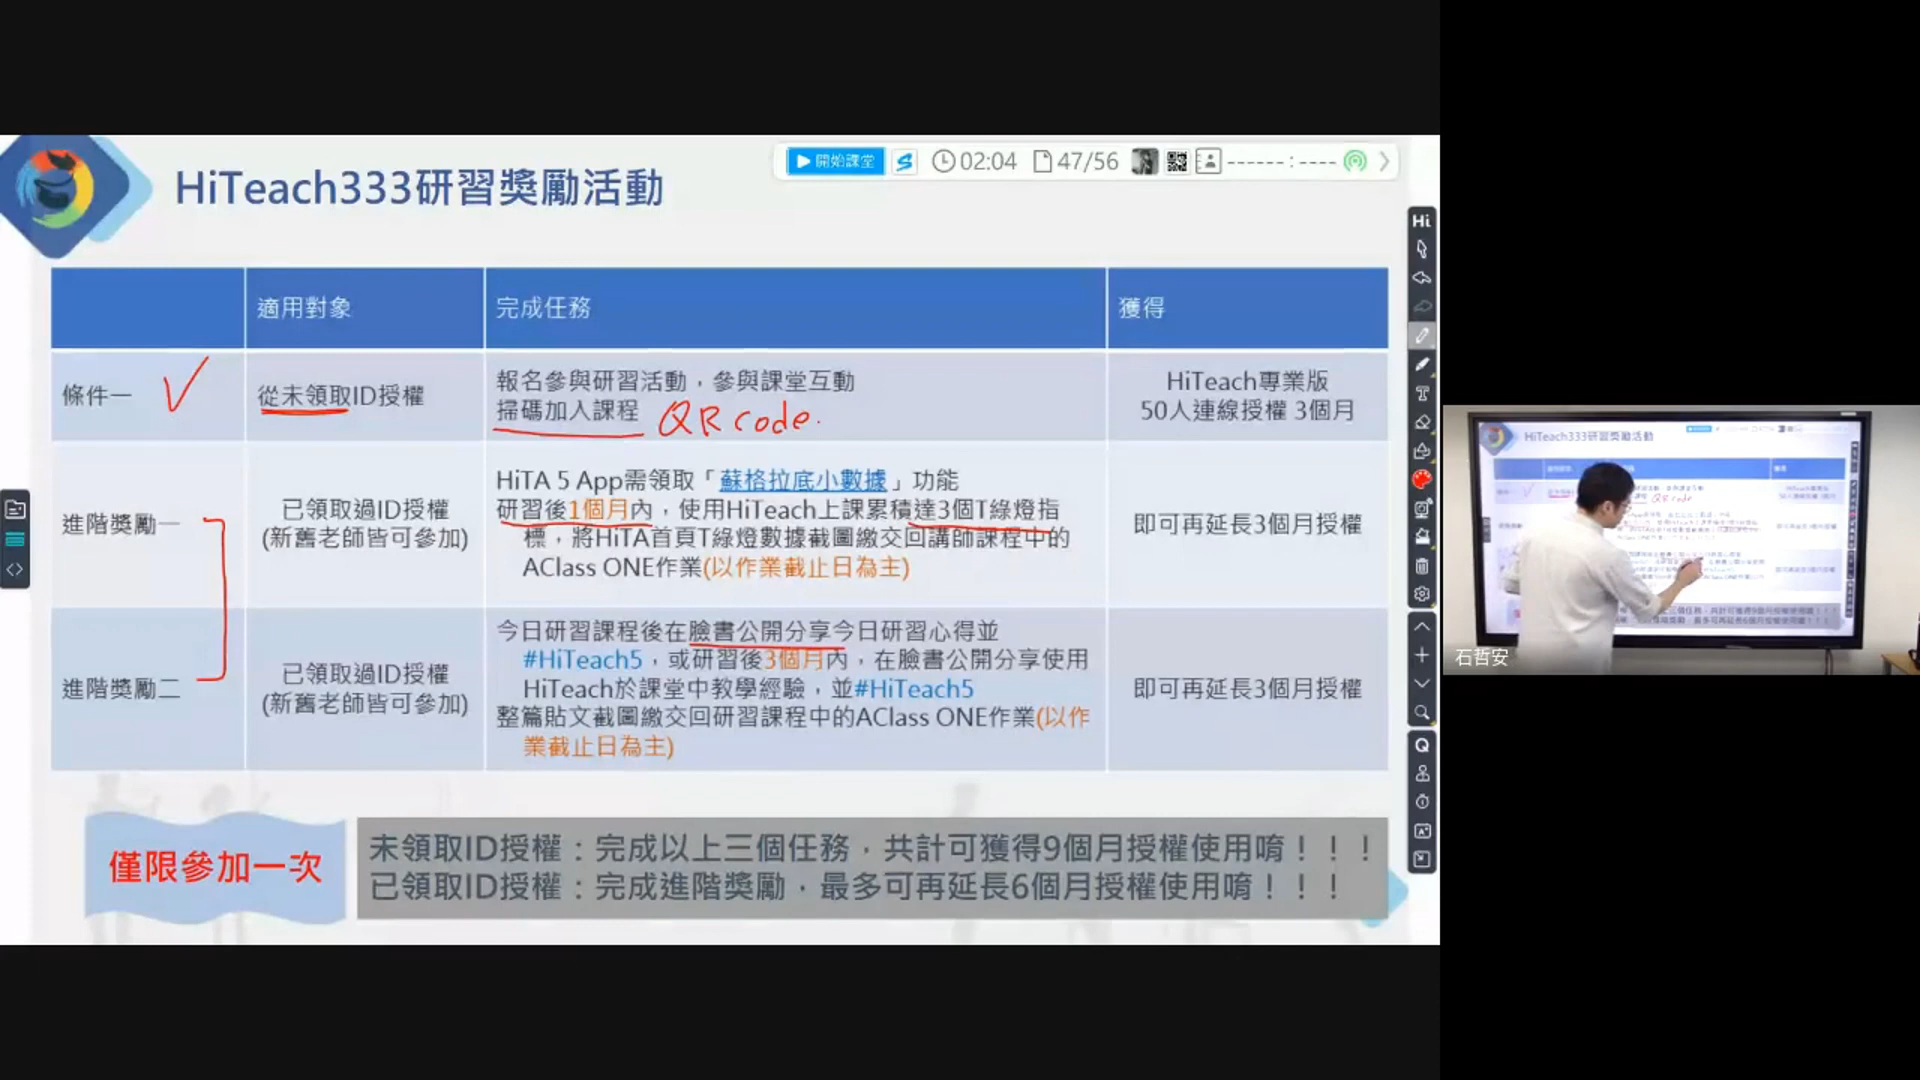 HiTeach333研習獎勵活動
開始課堂 02:04 47/56 ------ : ----
適用對象
完成任務
獲得
條件一
從未領取ID授權
報名參與研習活動，參與課堂互動
掃碼加入課程 QR code.
HiTeach專業版
50人連線授權 3個月
進階獎勵一
已領取過ID授權
(新舊老師皆可參加)
HiTA 5 App需領取「蘇格拉底小數據」功能
研習後1個月內，使用HiTeach上課累積達3個T綠燈指
標，將HiTA首頁T綠燈數據截圖繳交回講師課程中的
AClass ONE作業(以作業截止日為主)
即可再延長3個月授權
進階獎勵二
已領取過ID授權
(新舊老師皆可參加)
今日研習課程後在臉書公開分享今日研習心得並
#HiTeach5，或研習後3個月內，在臉書公開分享使用
HiTeach於課堂中教學經驗，並#HiTeach5
整篇貼文截圖繳交回研習課程中的AClass ONE作業(以作
業截止日為主)
即可再延長3個月授權
僅限參加一次
未領取ID授權：完成以上三個任務，共計可獲得9個月授權使用唷！！！
已領取ID授權：完成進階獎勵，最多可再延長6個月授權使用唷！！！
Hi
HiTeach333研習獎勵活動
QR code
石哲安